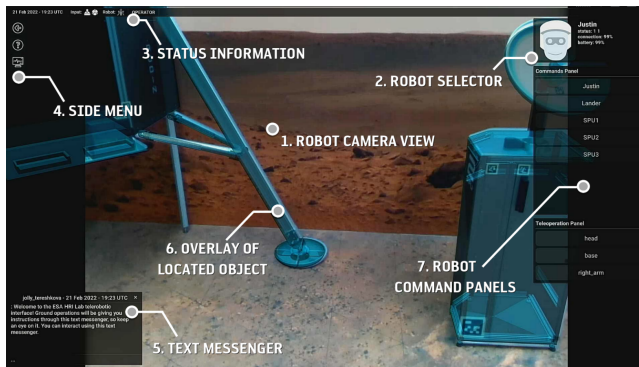 21 Feb 2022 - 19:23 UTC Input: Robot: OPERATOR
3. STATUS INFORMATION
4. SIDE MENU
Justin
status: 1 1
connection: 99%
battery: 99%
2. ROBOT SELECTOR
Commands Panel
Justin
Lander
SPU1
SPU2
SPU3
1. ROBOT CAMERA VIEW
6. OVERLAY OF
LOCATED OBJECT
7. ROBOT
COMMAND PANELS
Teleoperation Panel
head
base
right_arm
jolly_tereshkova - 21 Feb 2022 - 19:23 UTC ×
: Welcome to the ESA HRI Lab telerobotic
interface! Ground operations will be giving you
instructions through this text messenger, so keep
an eye on it. You can interact using this text
messenger.
...
5. TEXT MESSENGER